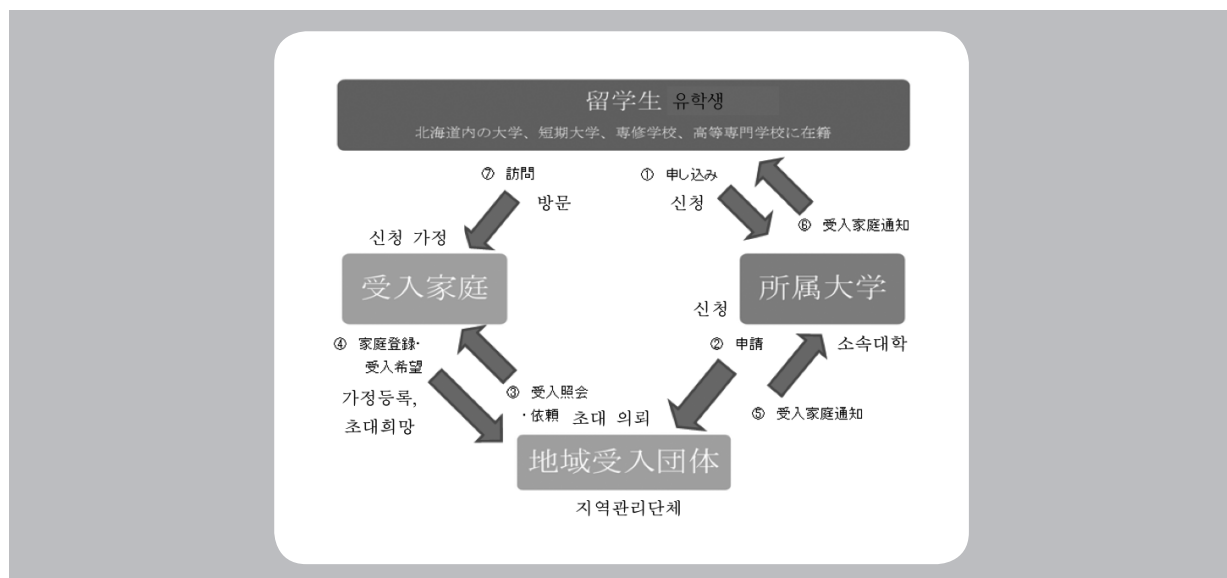 留学生 유학생
北海道内の大学、短期大学、専修学校、高等専門学校に在籍
⑦ 訪問
방문
① 申し込み
신청
⑥ 受入家庭通知
신청 가정
受入家庭
所属大学
신청
④ 家庭登録・
受入希望
가정등록,
초대희망
③ 受入照会
・依頼 초대 의뢰
② 申請
소속대학
⑤ 受入家庭通知
地域受入団体
지역관리단체